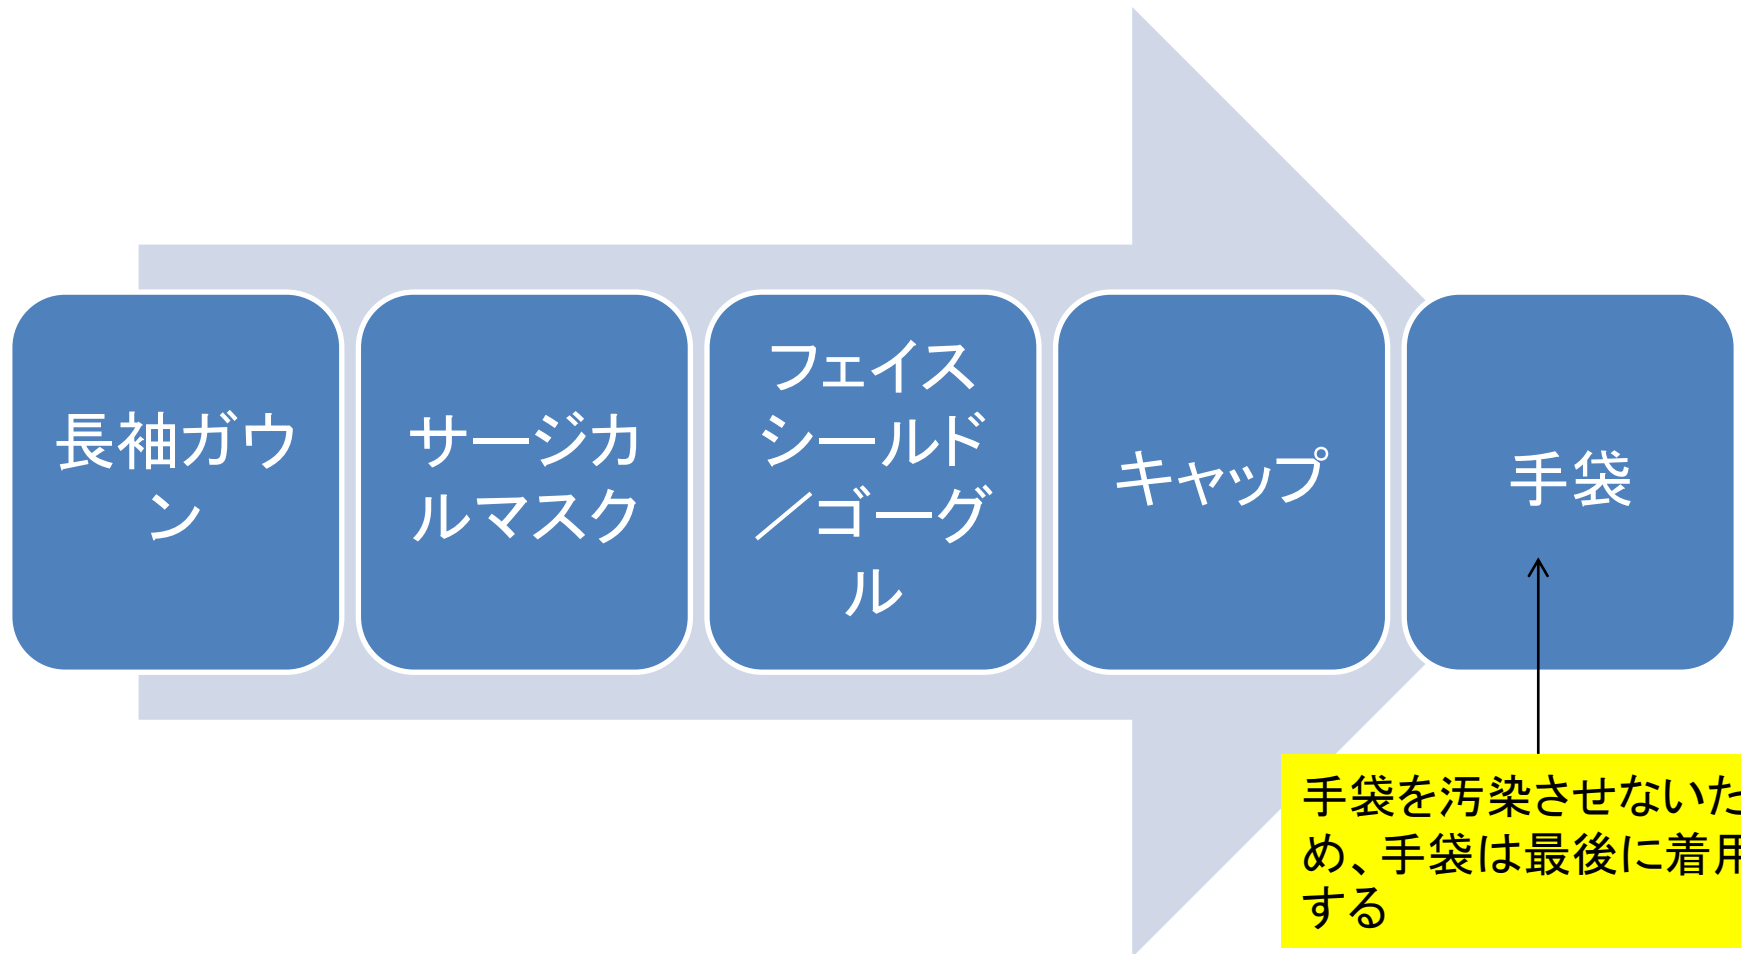 長袖ガウ
ン
サージカ
ルマスク
フェイス
シールド
／ゴーグ
ル
キャップ
手袋
手袋を汚染させないた
め、手袋は最後に着用
する